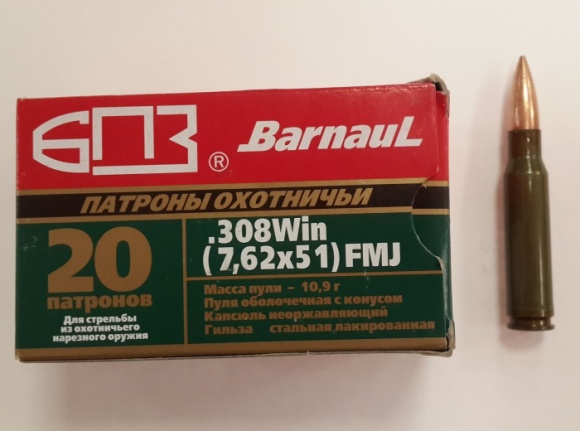 БПЗ ® BarnauL
ПАТРОНЫ ОХОТНИЧЬИ
20
патронов
Для стрельбы
из охотничьего
нарезного оружия
.308Win
(7,62x51) FMJ
Масса пули – 10,9 г
Пуля оболочечная с конусом
Капсюль неоржавляющий
Гильза стальная лакированная